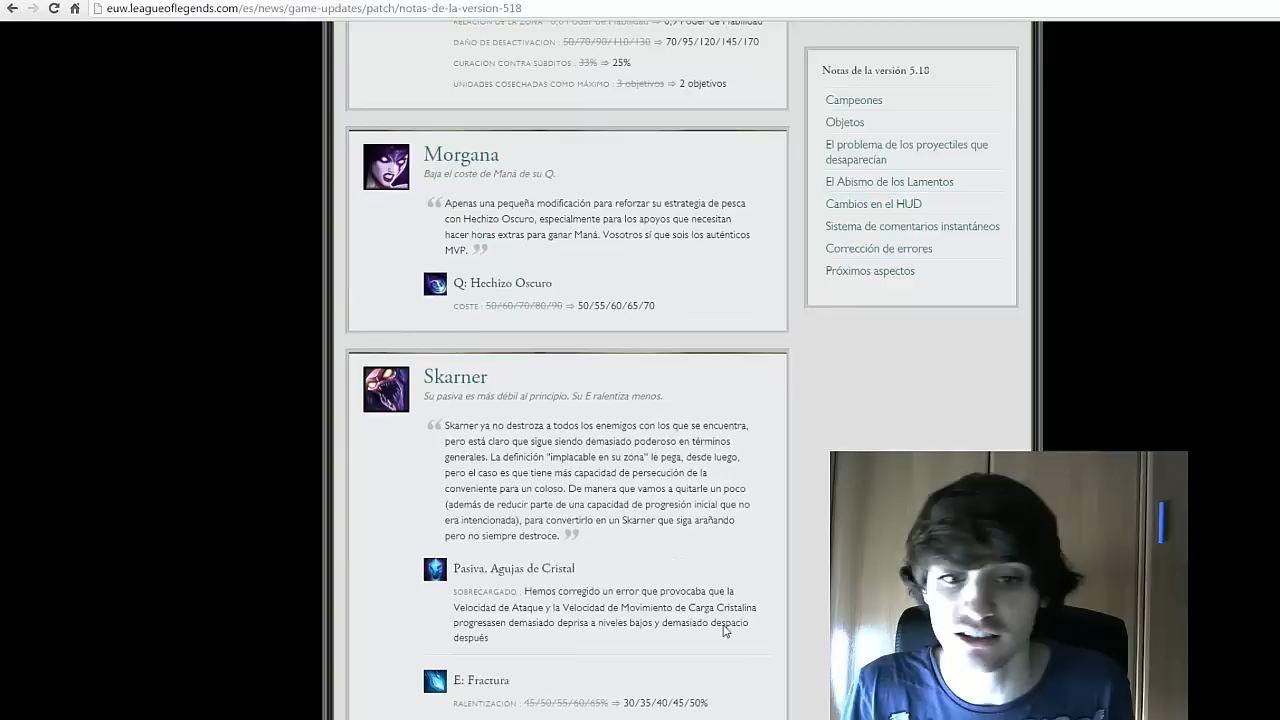 euw.leagueoflegends.com/es/news/game-updates/patch/notas-de-la-version-518
DAÑO DE DESACTIVACIÓN : 50/70/90/110/130 ⇒ 70/95/120/145/170
CURACIÓN CONTRA SÚBDITOS : 33% ⇒ 25%
UNIDADES COSECHADAS COMO MÁXIMO : 3 objetivos ⇒ 2 objetivos
Morgana
Baja el coste de Maná de su Q.
“ Apenas una pequeña modificación para reforzar su estrategia de pesca
con Hechizo Oscuro, especialmente para los apoyos que necesitan
hacer horas extras para ganar Maná. Vosotros sí que sois los auténticos
MVP. ”
Q: Hechizo Oscuro
COSTE : 50/60/70/80/90 ⇒ 50/55/60/65/70
Skarner
Su pasiva es más débil al principio. Su E ralentiza menos.
“ Skarner ya no destroza a todos los enemigos con los que se encuentra,
pero está claro que sigue siendo demasiado poderoso en términos
generales. La definición "implacable en su zona" le pega, desde luego,
pero el caso es que tiene más capacidad de persecución de la
conveniente para un coloso. De manera que vamos a quitarle un poco
(además de reducir parte de una capacidad de progresión inicial que no
era intencionada), para convertirlo en un Skarner que siga arañando
pero no siempre destroce. ”
Pasiva, Agujas de Cristal
SOBRECARGADO : Hemos corregido un error que provocaba que la
Velocidad de Ataque y la Velocidad de Movimiento de Carga Cristalina
progresasen demasiado deprisa a niveles bajos y demasiado despacio
después
E: Fractura
RALENTIZACIÓN : 45/50/55/60/65% ⇒ 30/35/40/45/50%
Notas de la versión 5.18
Campeones
Objetos
El problema de los proyectiles que
desaparecían
El Abismo de los Lamentos
Cambios en el HUD
Sistema de comentarios instantáneos
Corrección de errores
Próximos aspectos